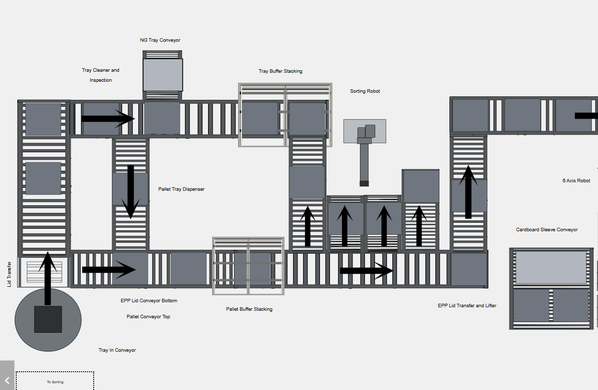 NG Tray Conveyor
Tray Cleaner and
Inspection
Tray Buffer Stacking
Sorting Robot
Pallet Tray Dispenser
6 Axis Robot
Cardboard Sleeve Conveyor
Lid Transfer
EPP Lid Conveyor Bottom
Pallet Conveyor Top
Pallet Buffer Stacking
EPP Lid Transfer and Lifter
Tray In Conveyor
To Sorting